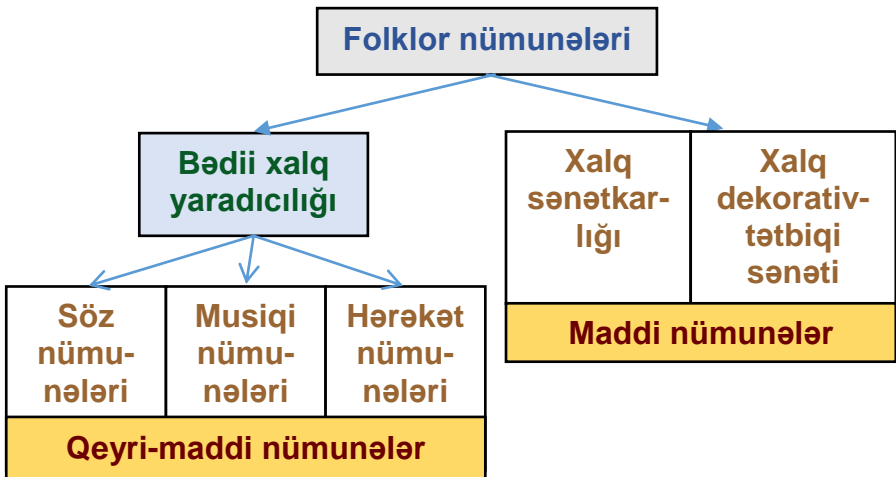 Folklor nümunələri
Bədii xalq
yaradıcılığı
Xalq
sənətkar-
lığı
Xalq
dekorativ-
tətbiqi
sənəti
Maddi nümunələr
Söz
nümu-
nələri
Musiqi
nümu-
nələri
Hərəkət
nümu-
nələri
Qeyri-maddi nümunələr